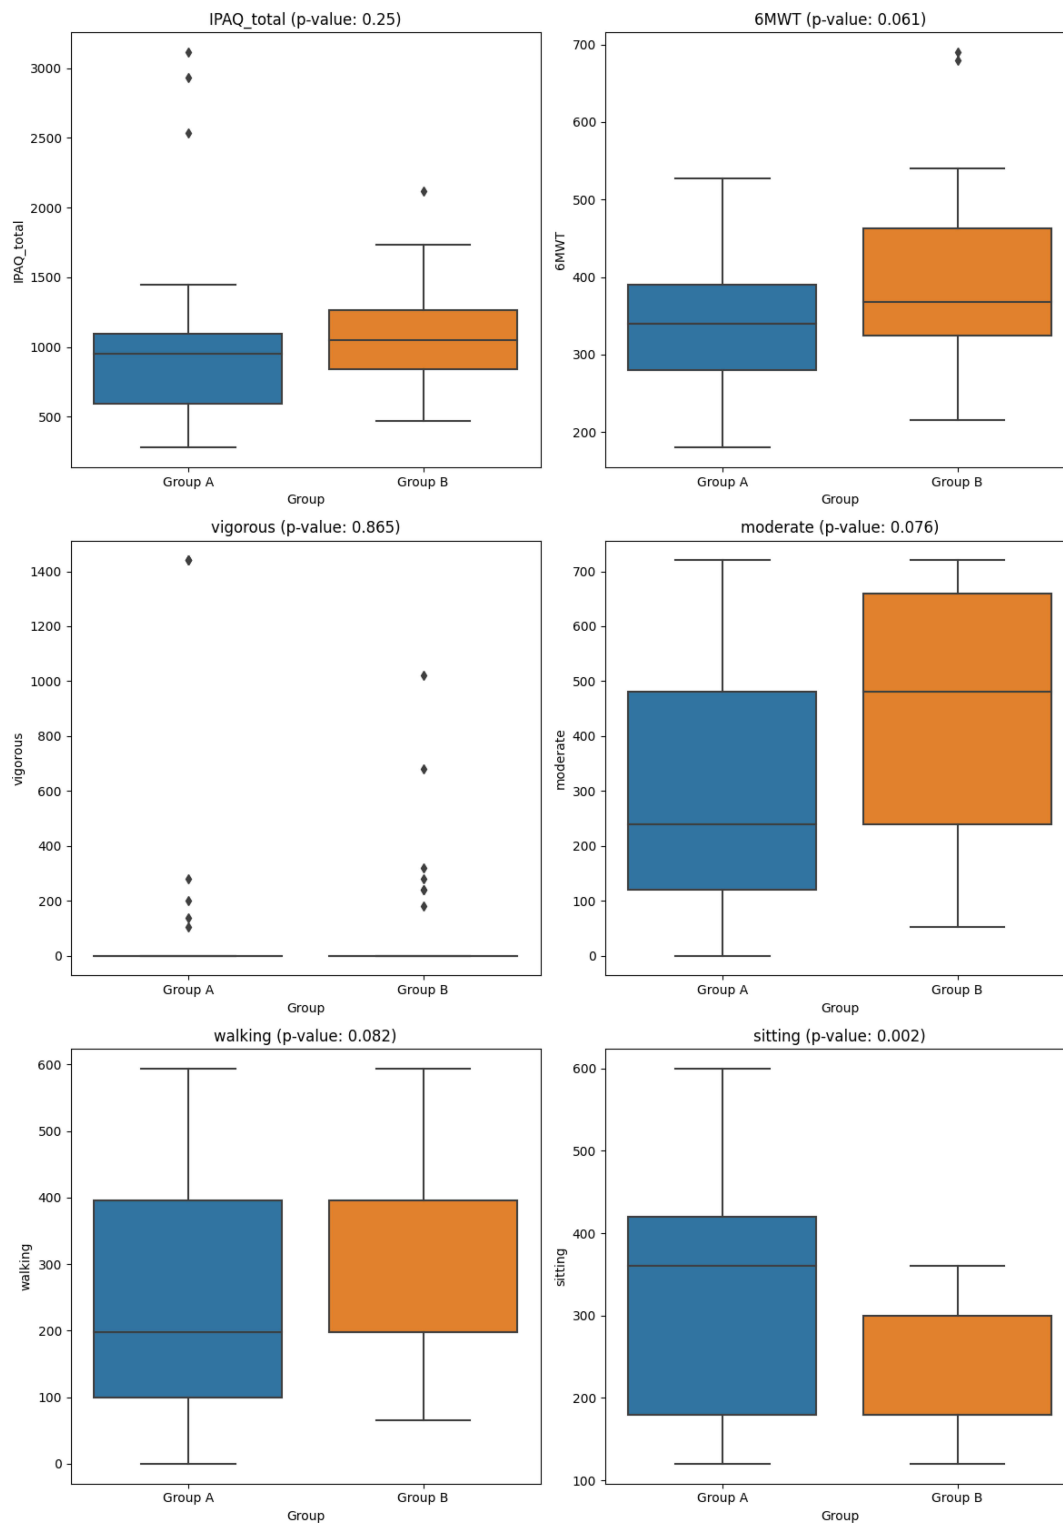 IPAQ_total (p-value: 0.25)
3000
2500
2000
1500
1000
500
IPAQ_total
Group A
Group B
Group
6MWT (p-value: 0.061)
700
600
500
400
300
200
6MWT
Group A
Group B
Group
vigorous (p-value: 0.865)
1400
1200
1000
800
600
400
200
0
vigorous
Group A
Group B
Group
moderate (p-value: 0.076)
700
600
500
400
300
200
100
0
moderate
Group A
Group B
Group
walking (p-value: 0.082)
600
500
400
300
200
100
0
walking
Group A
Group B
Group
sitting (p-value: 0.002)
600
500
400
300
200
100
sitting
Group A
Group B
Group